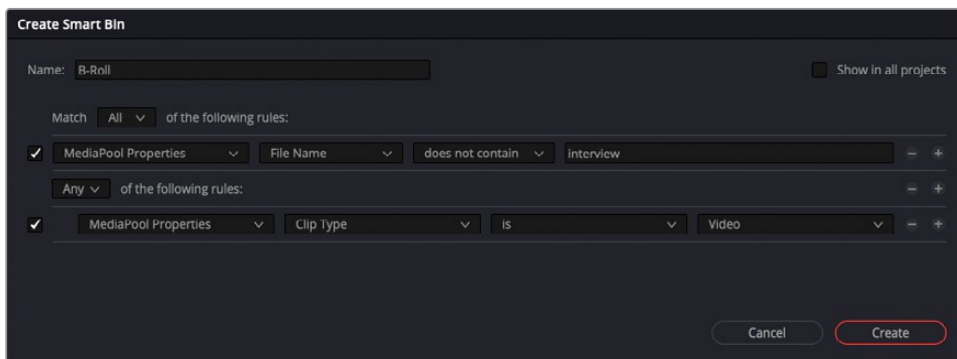 Create Smart Bin
Name: B-Roll Show in all projects
Match All of the following rules:
MediaPool Properties File Name does not contain interview
Any of the following rules:
MediaPool Properties Clip Type is Video
Cancel Create